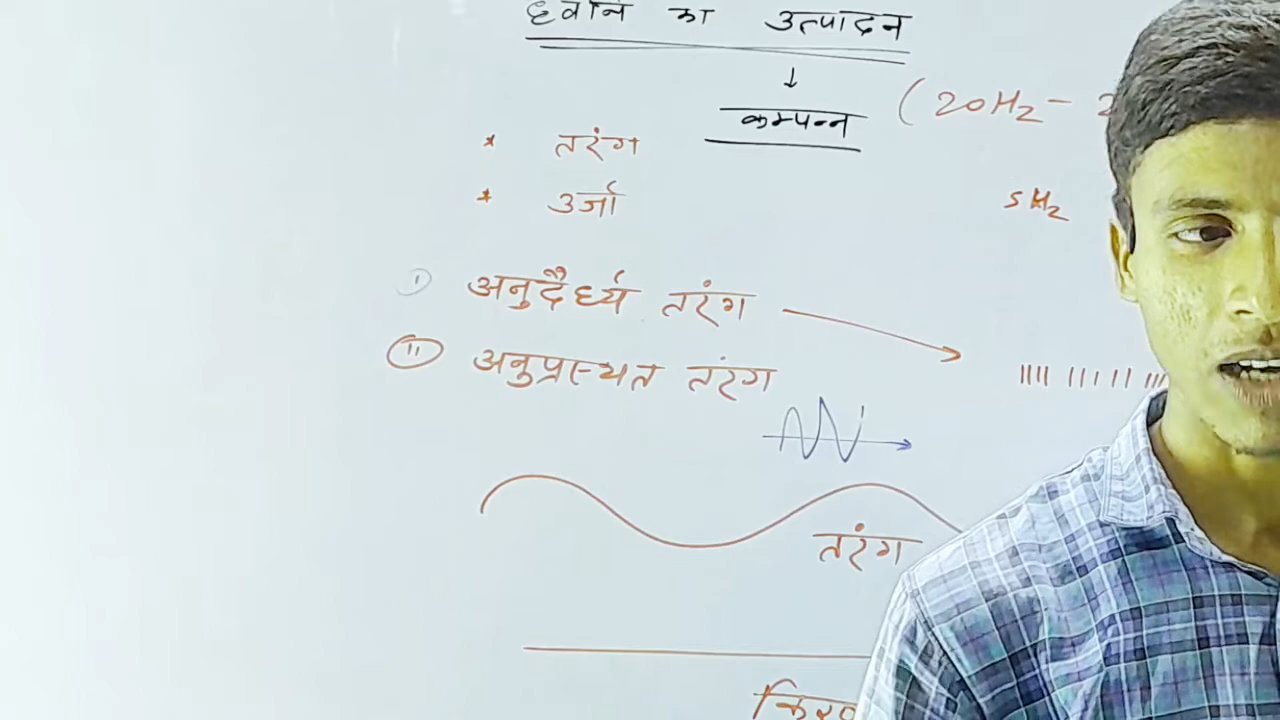 ध्वनि का उत्पादन
↓
कम्पन्न (20Hz -
* तरंग
* उर्जा 5Hz
I अनुदैर्ध्य तरंग
II अनुप्रस्थत तरंग
तरंग